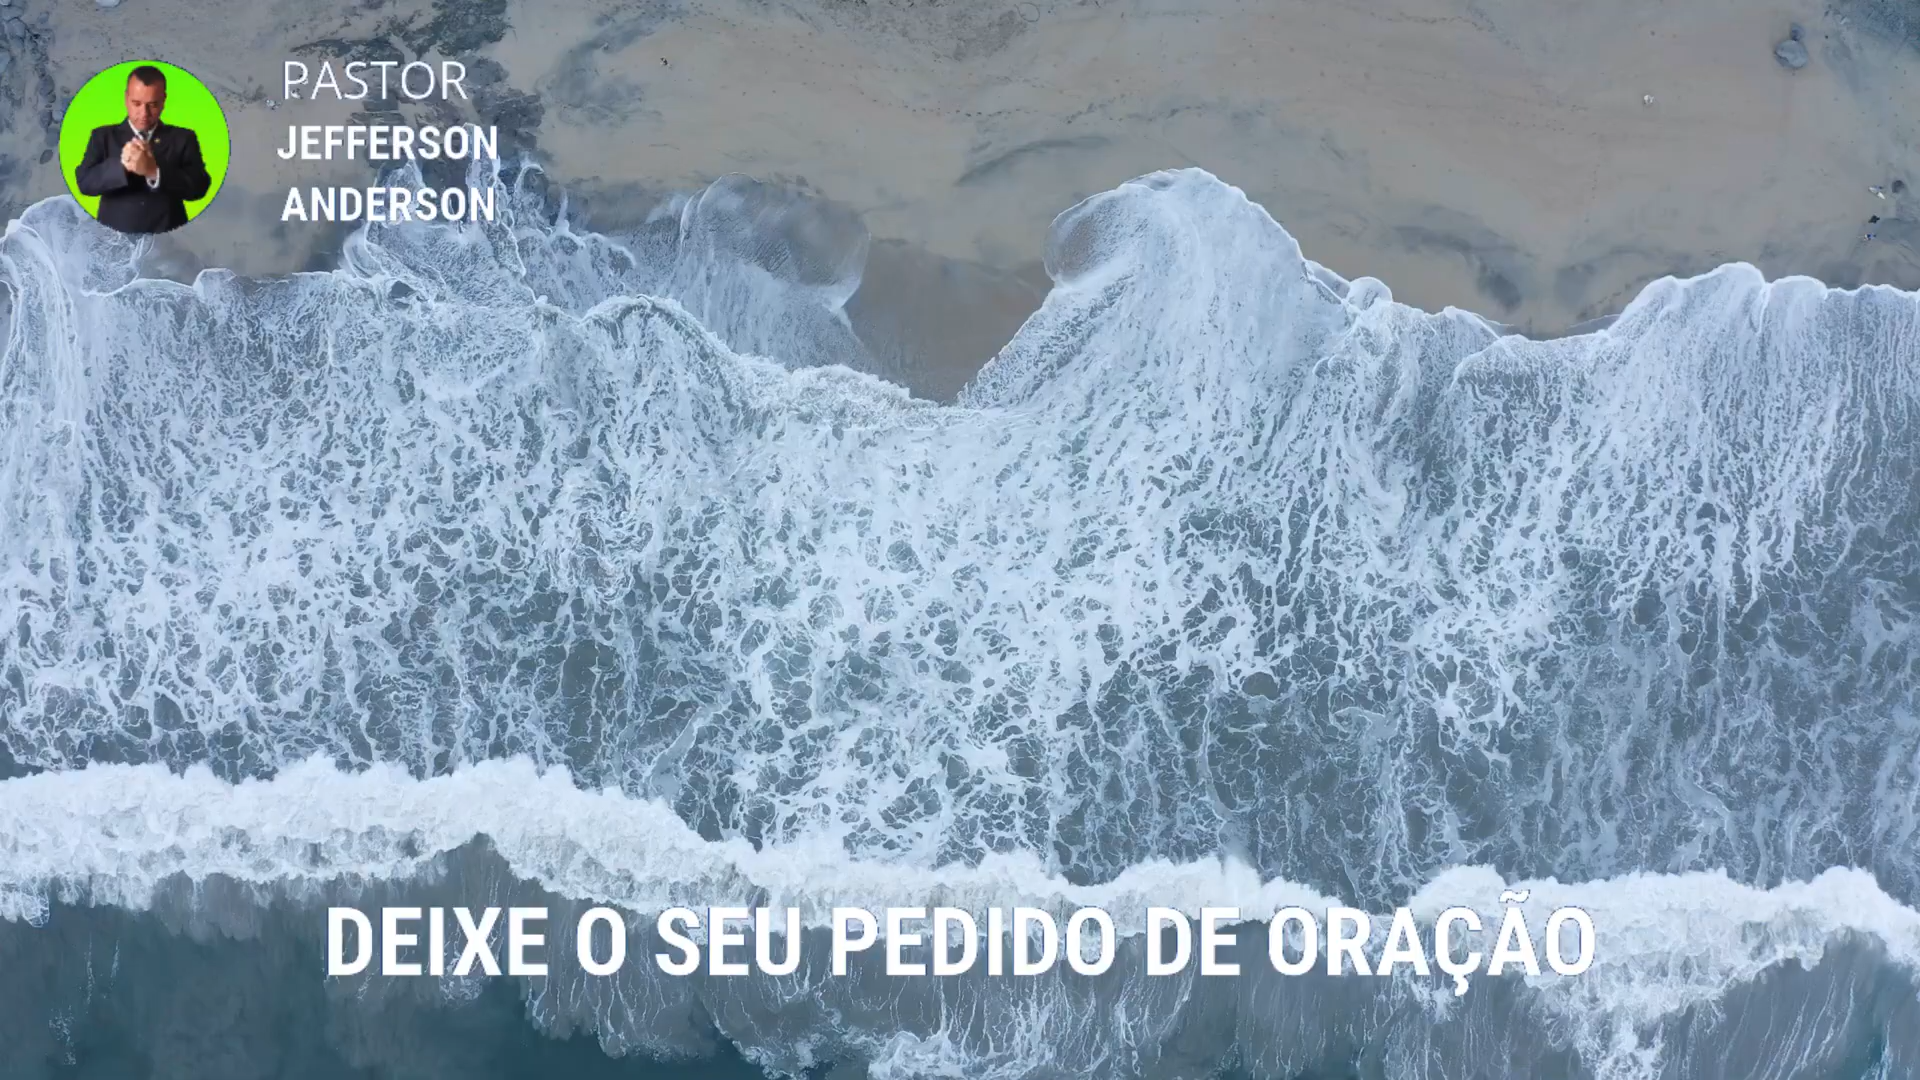 PASTOR
JEFFERSON
ANDERSON
DEIXE O SEU PEDIDO DE ORAÇÃO